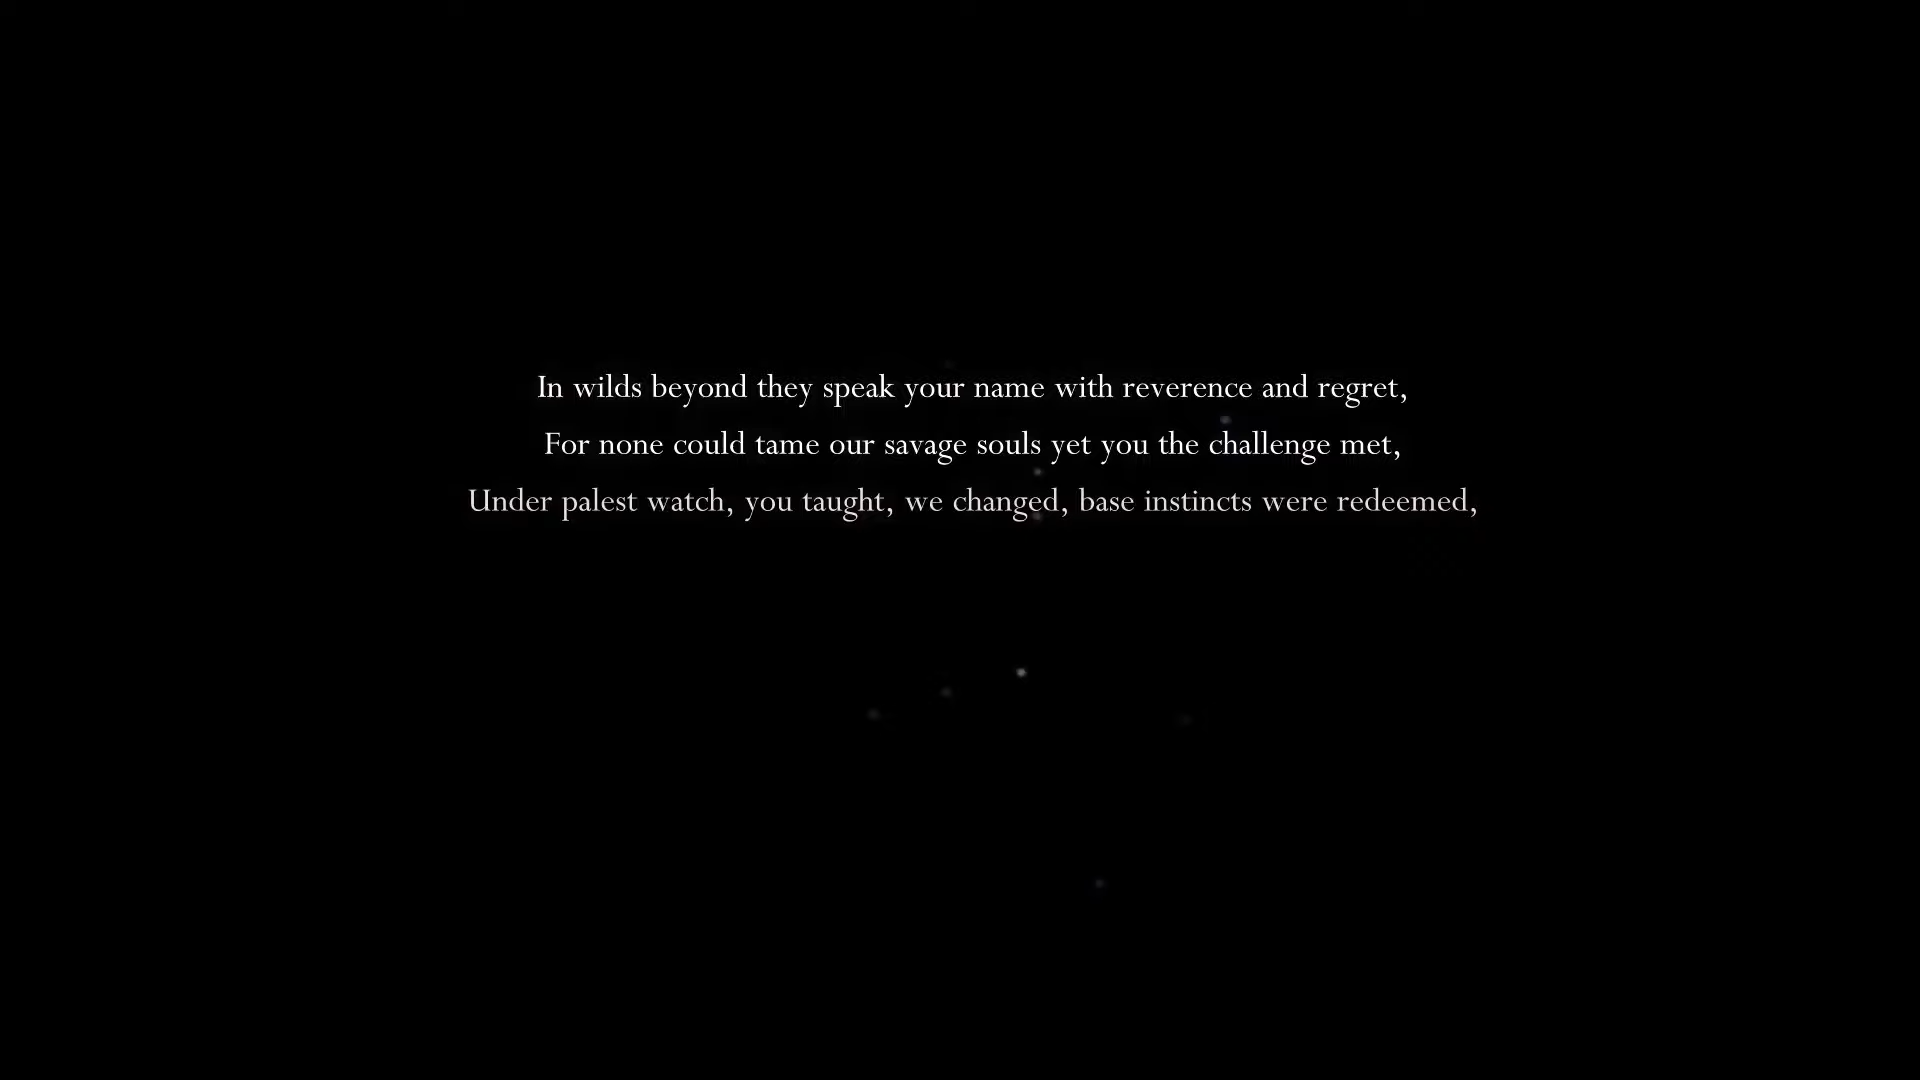 In wilds beyond they speak your name with reverence and regret,
For none could tame our savage souls yet you the challenge met,
Under palest watch, you taught, we changed, base instincts were redeemed,